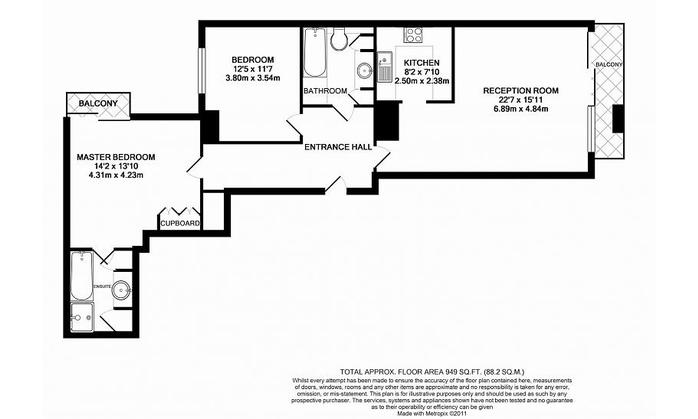 BEDROOM
12'5 x 11'7
3.80m x 3.54m
BATHROOM
KITCHEN
8'2 x 7'10
2.50m x 2.38m
RECEPTION ROOM
22'7 x 15'11
6.89m x 4.84m
BALCONY
BALCONY
MASTER BEDROOM
14'2 x 13'10
4.31m x 4.23m
ENTRANCE HALL
CUPBOARD
ENSUITE
TOTAL APPROX. FLOOR AREA 949 SQ.FT. (88.2 SQ.M.)
Whilst every attempt has been made to ensure the accuracy of the floor plan contained here, measurements
of doors, windows, rooms and any other items are approximate and no responsibility is taken for any error,
omission, or mis-statement. This plan is for illustrative purposes only and should be used as such by any
prospective purchaser. The services, systems and appliances shown have not been tested and no guarantee
as to their operability or efficiency can be given
Made with Metropix ©2011